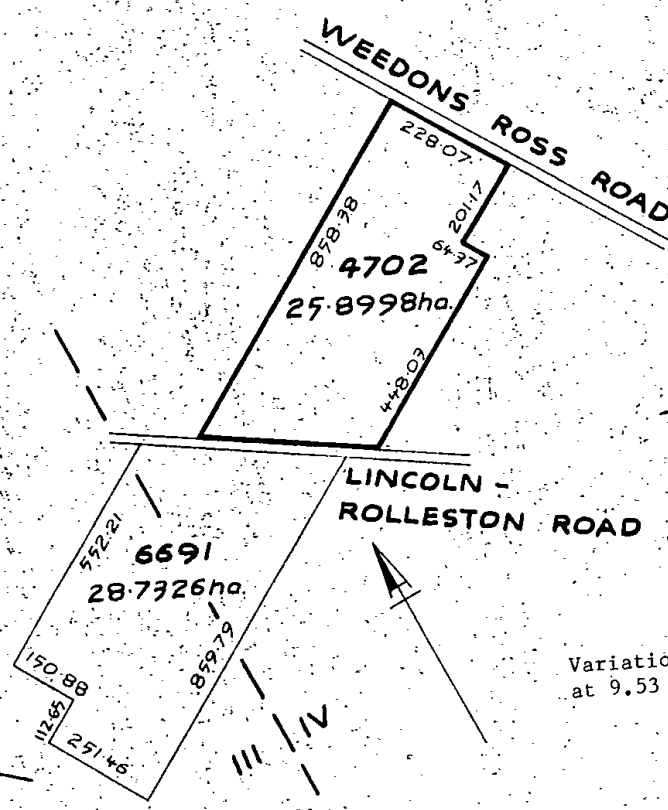 WEEDONS ROSS ROAD
228·07
201·17
64·37
858·38
4702
25·8998ha.
448·03
LINCOLN -
ROLLESTON ROAD
552·21
6691
28·7326ha.
859·79
150·88
112·65
251·46
III IV
Variatio
at 9.53